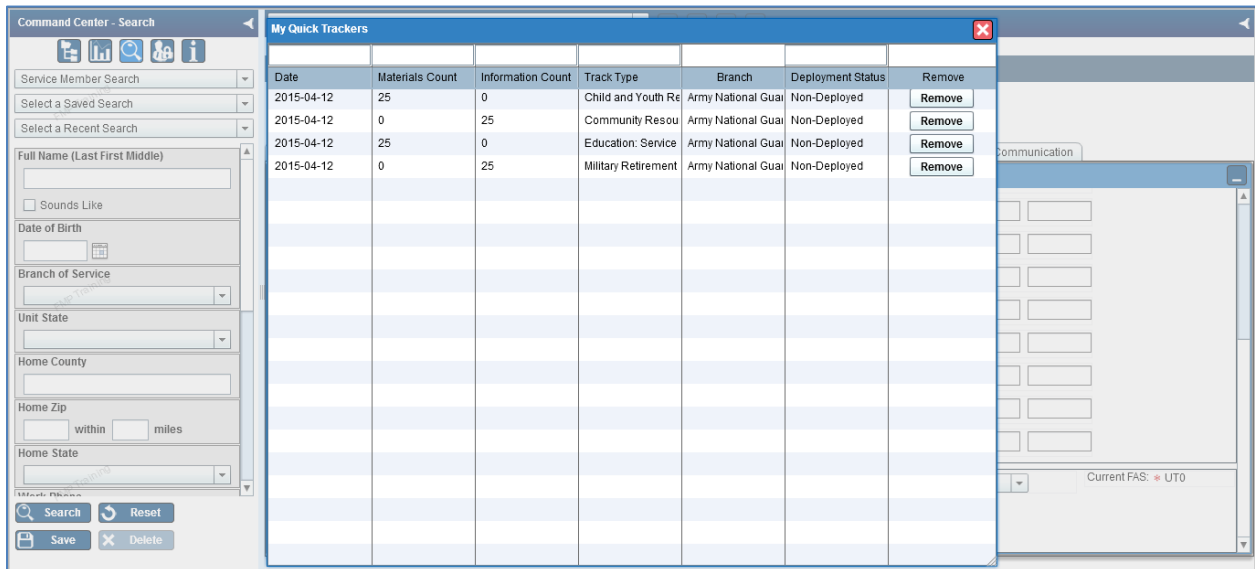 Command Center - Search
Service Member Search
Select a Saved Search
Select a Recent Search
Full Name (Last First Middle)
Sounds Like
Date of Birth
Branch of Service
Unit State
Home County
Home Zip
within miles
Home State
Work Phone
Search Reset
Save Delete
My Quick Trackers
Date Materials Count Information Count Track Type Branch Deployment Status Remove
2015-04-12 25 0 Child and Youth Re Army National Guar Non-Deployed Remove
2015-04-12 0 25 Community Resou Army National Guar Non-Deployed Remove
2015-04-12 25 0 Education: Service Army National Guar Non-Deployed Remove
2015-04-12 0 25 Military Retirement Army National Guar Non-Deployed Remove
Communication
Current FAS: * UT0